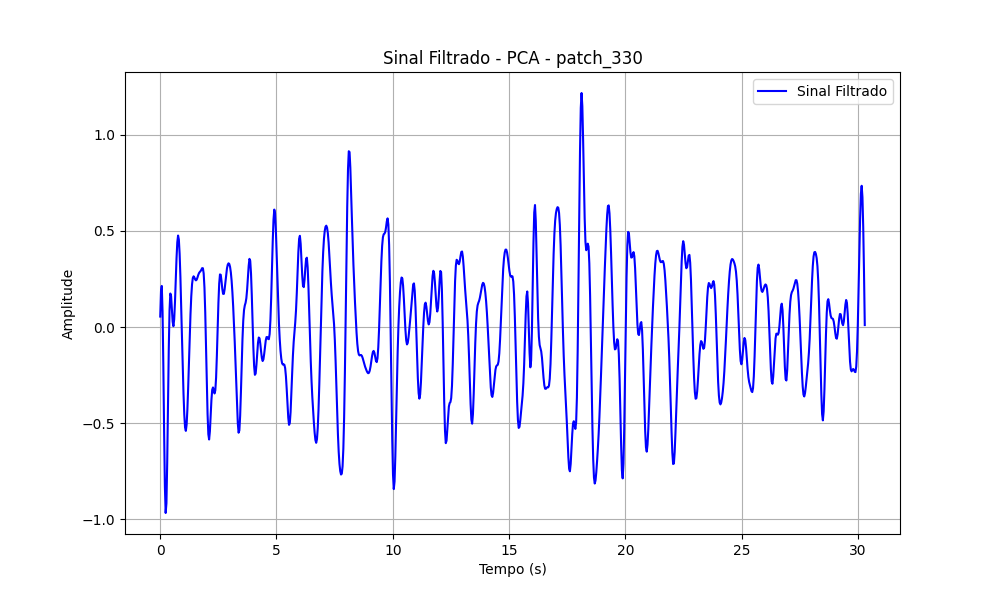 Sinal Filtrado - PCA - patch_330
Sinal Filtrado
Amplitude
1.0
0.5
0.0
−0.5
−1.0
0 5 10 15 20 25 30
Tempo (s)